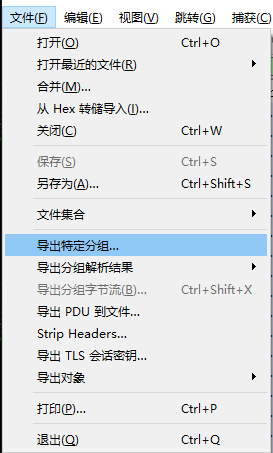 文件(F) 编辑(E) 视图(V) 跳转(G) 捕获(C)
打开(O) Ctrl+O
打开最近的文件(R)
合并(M)...
从 Hex 转储导入(I)...
关闭(C) Ctrl+W
保存(S) Ctrl+S
另存为(A)... Ctrl+Shift+S
文件集合
导出特定分组...
导出分组解析结果
导出分组字节流(B)... Ctrl+Shift+X
导出 PDU 到文件...
Strip Headers...
导出 TLS 会话密钥...
导出对象
打印(P)... Ctrl+P
退出(Q) Ctrl+Q